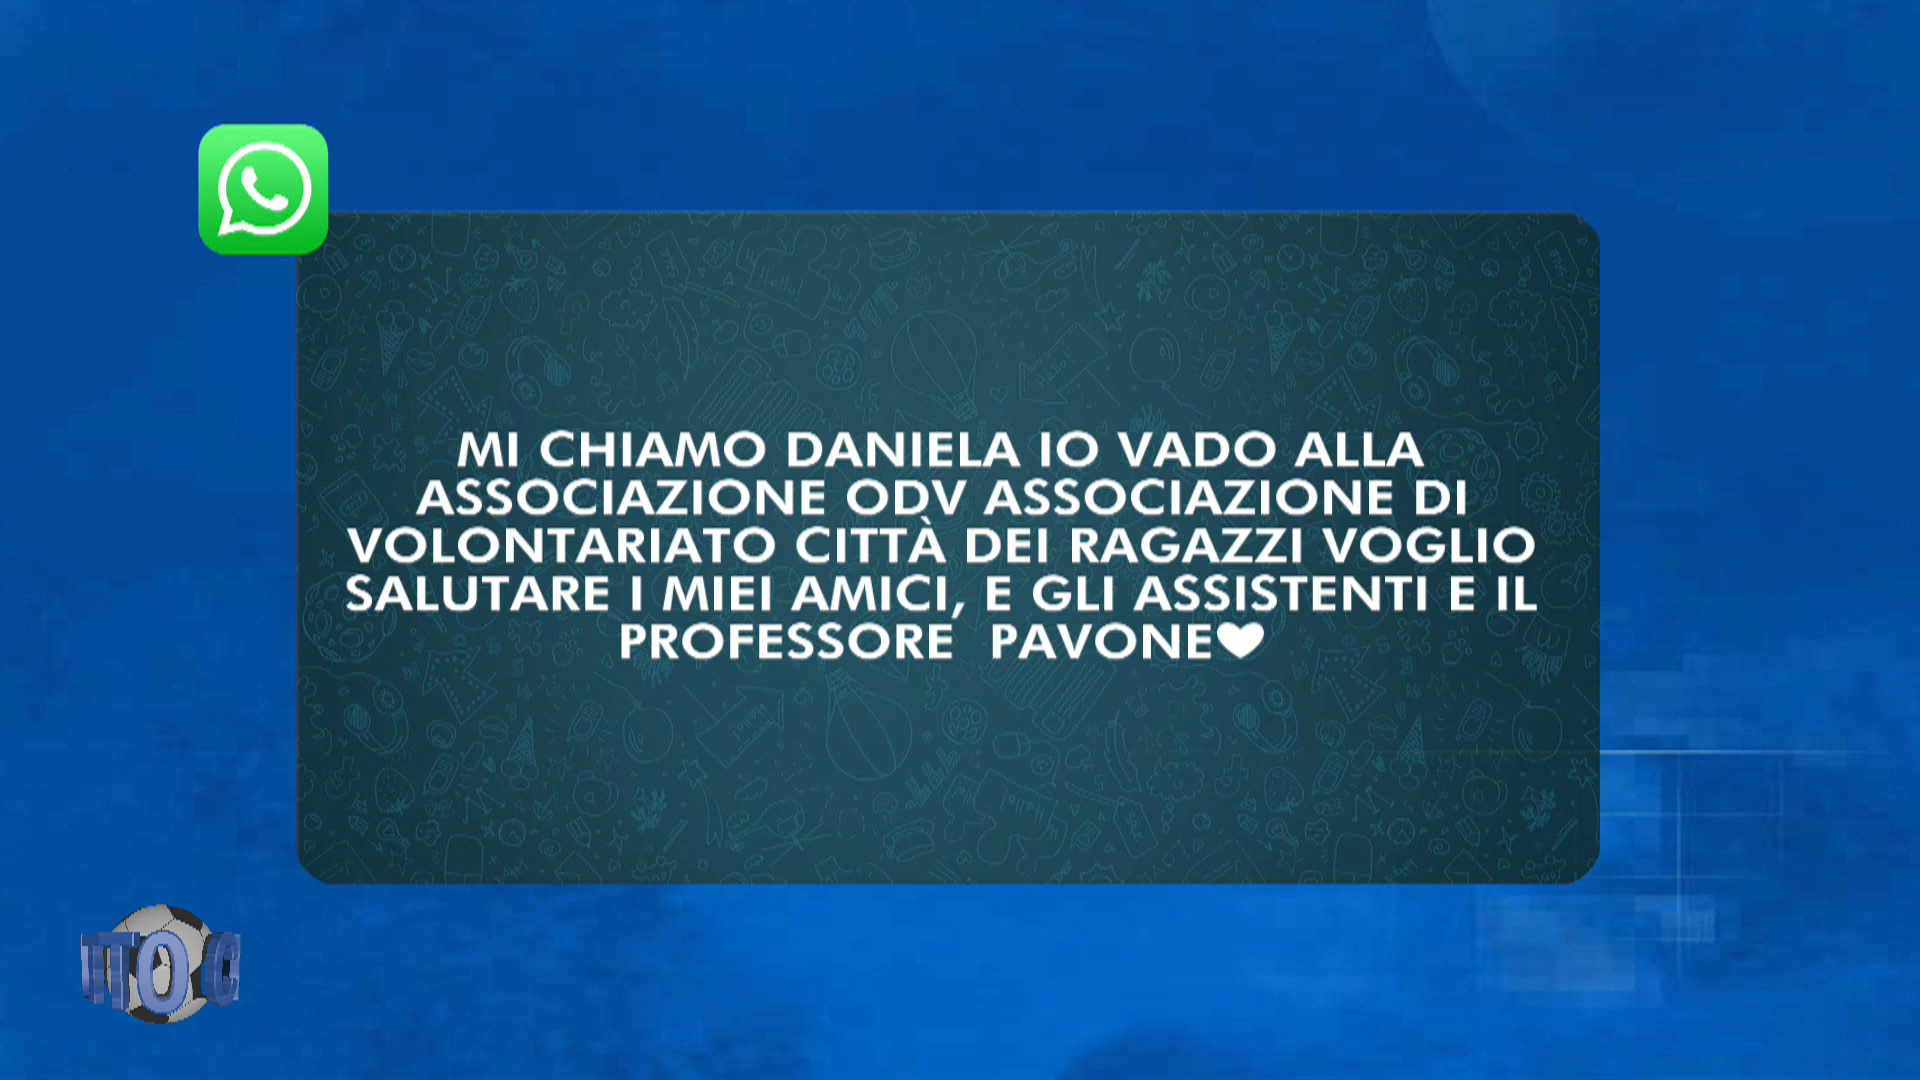 MI CHIAMO DANIELA IO VADO ALLA
ASSOCIAZIONE ODV ASSOCIAZIONE DI
VOLONTARIATO CITTÀ DEI RAGAZZI VOGLIO
SALUTARE I MIEI AMICI, E GLI ASSISTENTI E IL
PROFESSORE  PAVONE♥